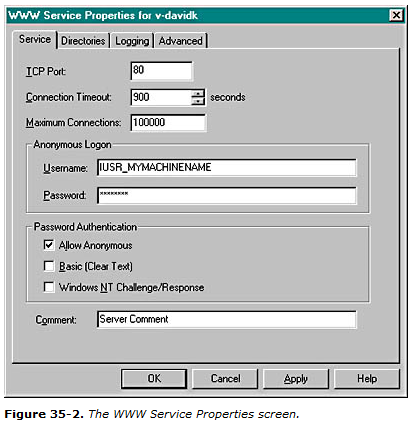 WWW Service Properties for v-davidk
Service Directories Logging Advanced
TCP Port: 80
Connection Timeout: 900 seconds
Maximum Connections: 100000
Anonymous Logon
Username: IUSR_MYMACHINENAME
Password: ********
Password Authentication
Allow Anonymous
Basic (Clear Text)
Windows NT Challenge/Response
Comment: Server Comment
OK Cancel Apply Help
Figure 35-2. The WWW Service Properties screen.